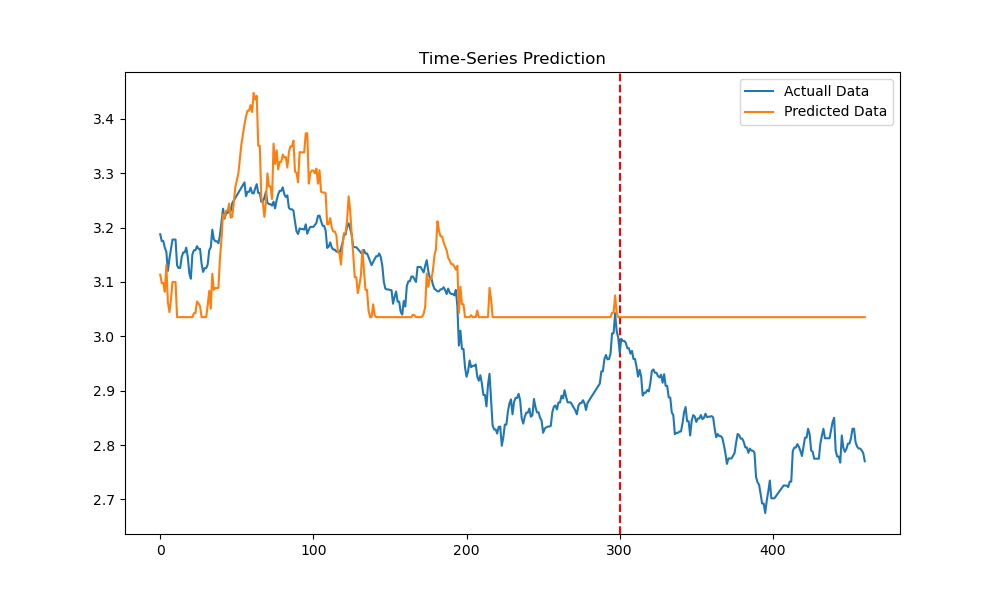 Time-Series Prediction
Actuall Data
Predicted Data
3.4
3.3
3.2
3.1
3.0
2.9
2.8
2.7
0 100 200 300 400